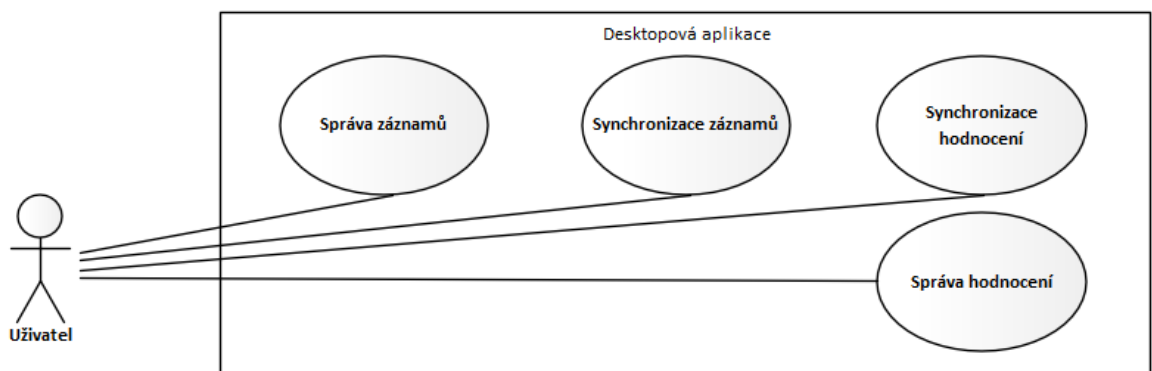 Desktopová aplikace
Správa záznamů
Synchronizace záznamů
Synchronizace
hodnocení
Správa hodnocení
Uživatel